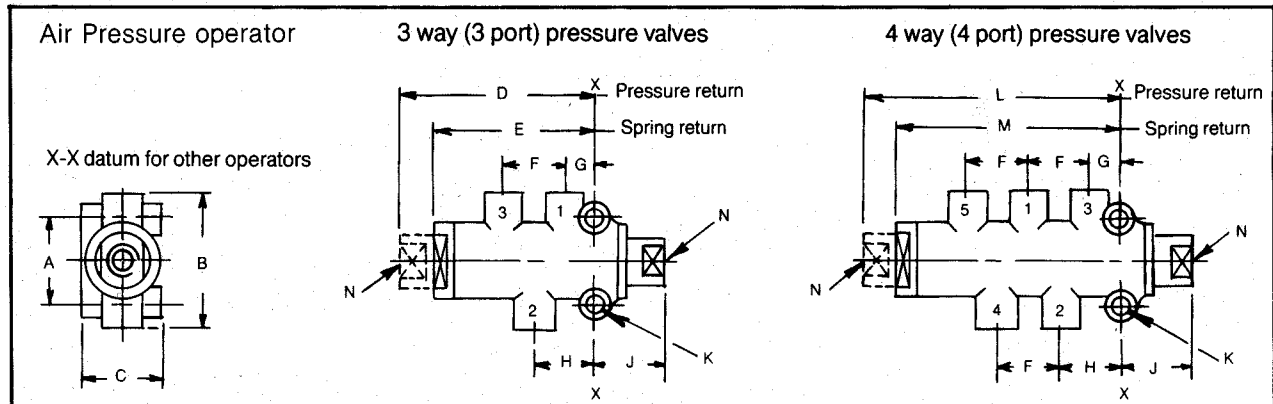 Air Pressure operator
3 way (3 port) pressure valves
4 way (4 port) pressure valves
X-X datum for other operators
A
B
C
D
X
Pressure return
E
Spring return
F
G
3
1
N
N
2
H
J
K
X
L
X
Pressure return
M
Spring return
F
F
G
5
1
3
N
N
4
2
F
H
J
K
X